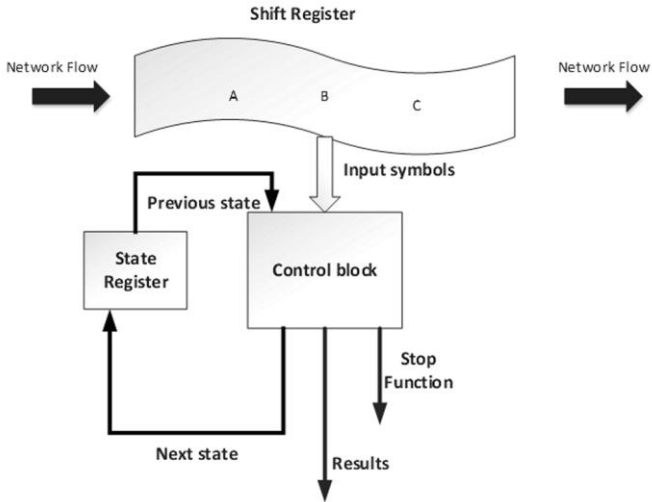 Shift Register
Network Flow
Network Flow
A
B
C
Input symbols
Previous state
State
Register
Control block
Stop
Function
Next state
Results